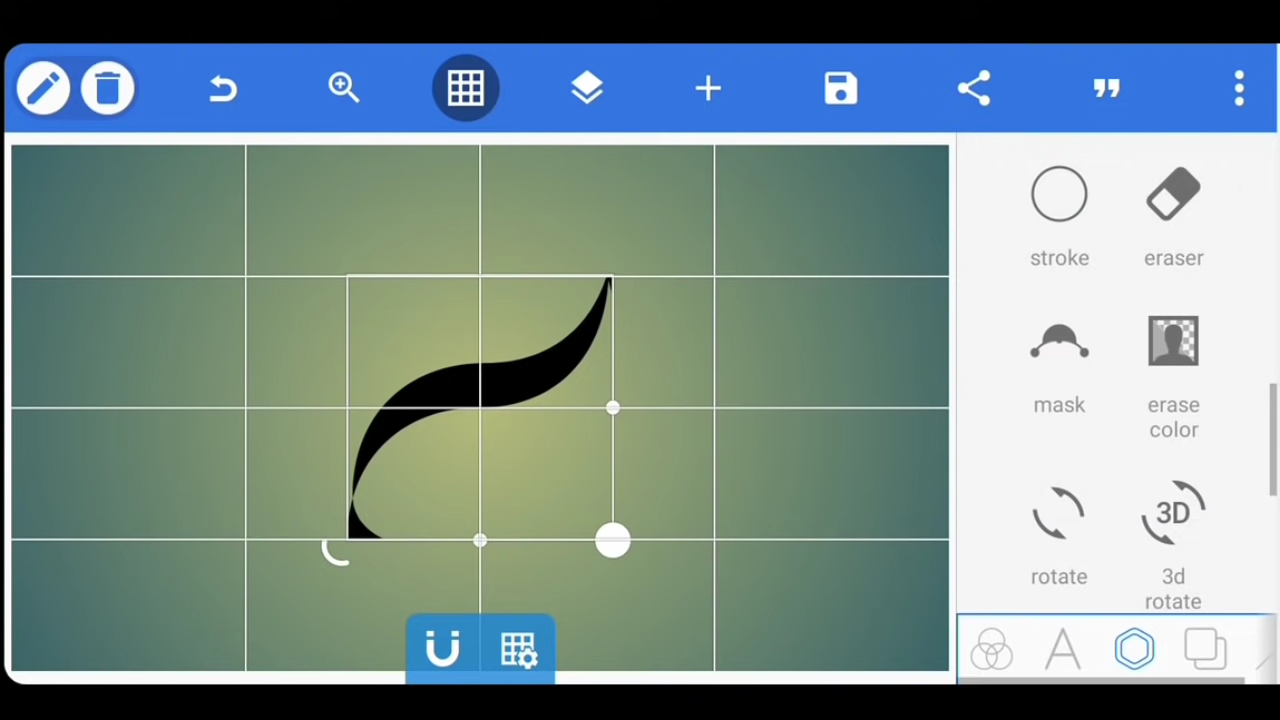 stroke eraser
mask erase
color
rotate 3D
3d
rotate